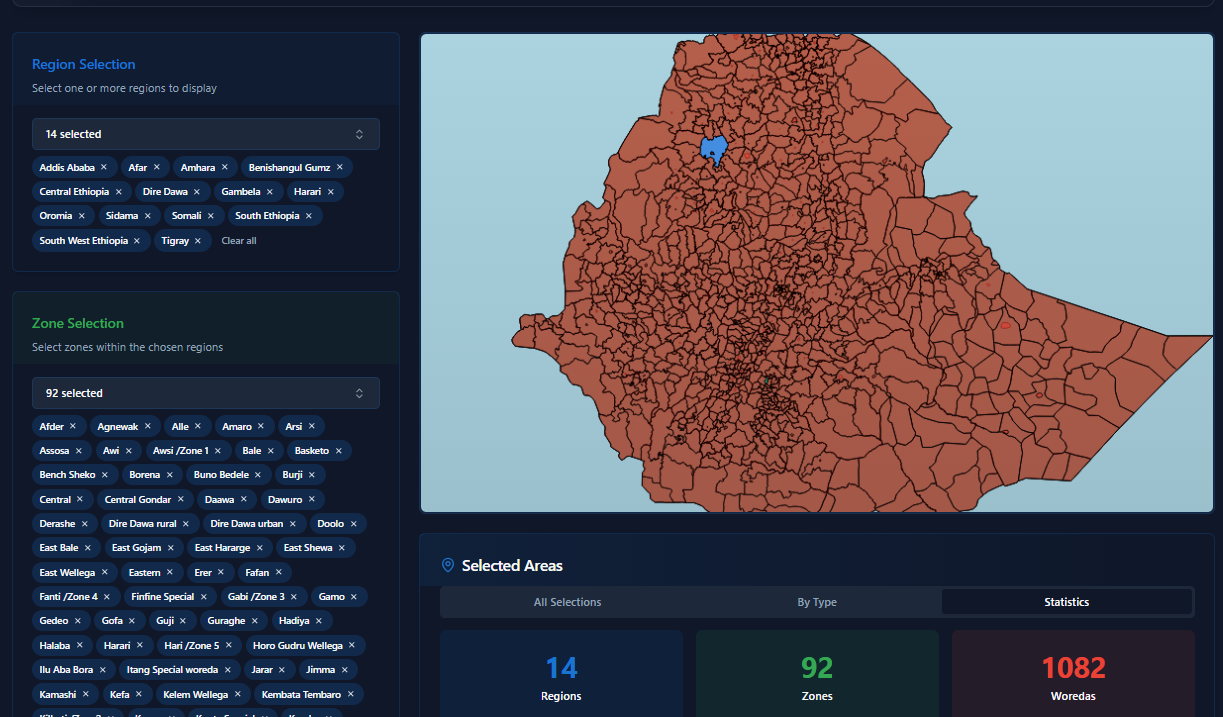 Region Selection
Select one or more regions to display
14 selected
Addis Ababa × Afar × Amhara × Benishangul Gumz ×
Central Ethiopia × Dire Dawa × Gambela × Harari ×
Oromia × Sidama × Somali × South Ethiopia ×
South West Ethiopia × Tigray × Clear all
Zone Selection
Select zones within the chosen regions
92 selected
Afder × Agnewak × Alle × Amaro × Arsi ×
Assosa × Awi × Awsi /Zone 1 × Bale × Basketo ×
Bench Sheko × Borena × Buno Bedele × Burji ×
Central × Central Gondar × Daawa × Dawuro ×
Derashe × Dire Dawa rural × Dire Dawa urban × Doolo ×
East Bale × East Gojam × East Hararge × East Shewa ×
East Wellega × Eastern × Erer × Fafan ×
Fanti /Zone 4 × Finfine Special × Gabi /Zone 3 × Gamo ×
Gedeo × Gofa × Guji × Guraghe × Hadiya ×
Halaba × Harari × Hari /Zone 5 × Horo Gudru Wellega ×
Ilu Aba Bora × Itang Special woreda × Jarar × Jimma ×
Kamashi × Kefa × Kelem Wellega × Kembata Tembaro ×
Selected Areas
All Selections By Type Statistics
14 92 1082
Regions Zones Woredas